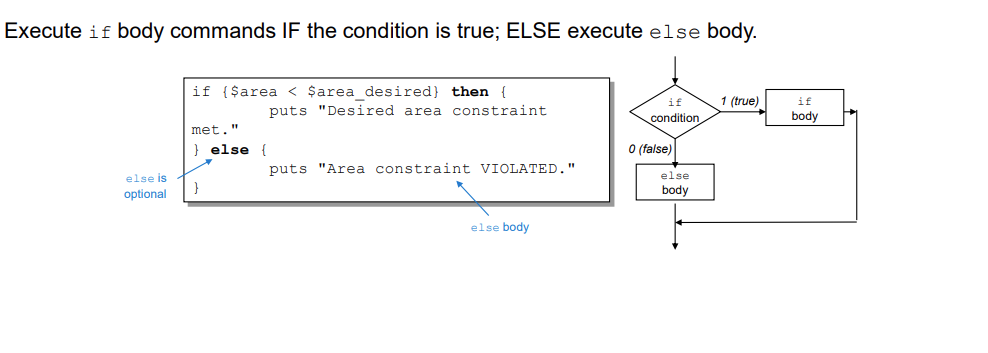 Execute if body commands IF the condition is true; ELSE execute else body.
if {$area < $area_desired} then {
puts "Desired area constraint
met."
} else {
puts "Area constraint VIOLATED."
}
else is
optional
else body
if
condition
1 (true)
if
body
0 (false)
else
body